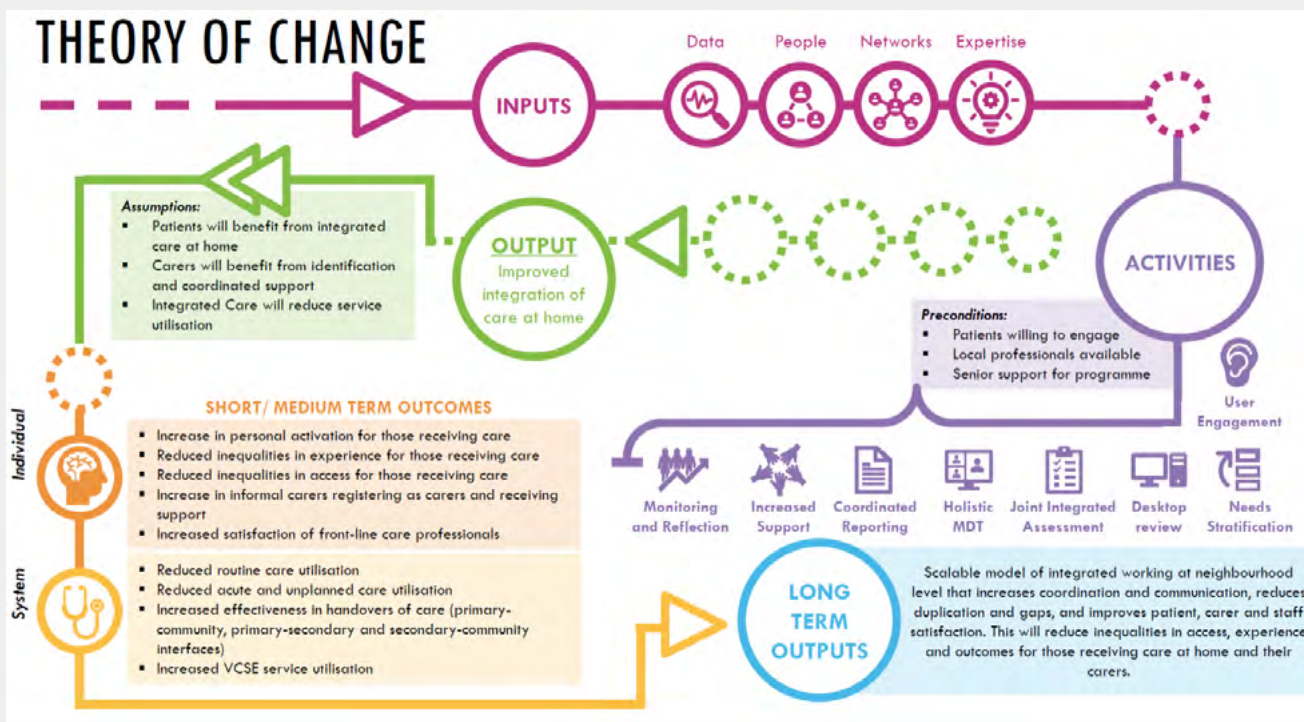 THEORY OF CHANGE
INPUTS
Data
People
Networks
Expertise
ACTIVITIES
Preconditions:
▪ Patients willing to engage
▪ Local professionals available
▪ Senior support for programme
User
Engagement
Needs
Stratification
Desktop
review
Joint Integrated
Assessment
Holistic
MDT
Coordinated
Reporting
Increased
Support
Monitoring
and Reflection
OUTPUT
Improved
integration of
care at home
Assumptions:
▪ Patients will benefit from integrated
care at home
▪ Carers will benefit from identification
and coordinated support
▪ Integrated Care will reduce service
utilisation
Individual
SHORT/ MEDIUM TERM OUTCOMES
▪ Increase in personal activation for those receiving care
▪ Reduced inequalities in experience for those receiving care
▪ Reduced inequalities in access for those receiving care
▪ Increase in informal carers registering as carers and receiving
support
▪ Increased satisfaction of front-line care professionals
System
▪ Reduced routine care utilisation
▪ Reduced acute and unplanned care utilisation
▪ Increased effectiveness in handovers of care (primary-
community, primary-secondary and secondary-community
interfaces)
▪ Increased VCSE service utilisation
LONG
TERM
OUTPUTS
Scalable model of integrated working at neighbourhood
level that increases coordination and communication, reduces
duplication and gaps, and improves patient, carer and staff
satisfaction. This will reduce inequalities in access, experience
and outcomes for those receiving care at home and their
carers.